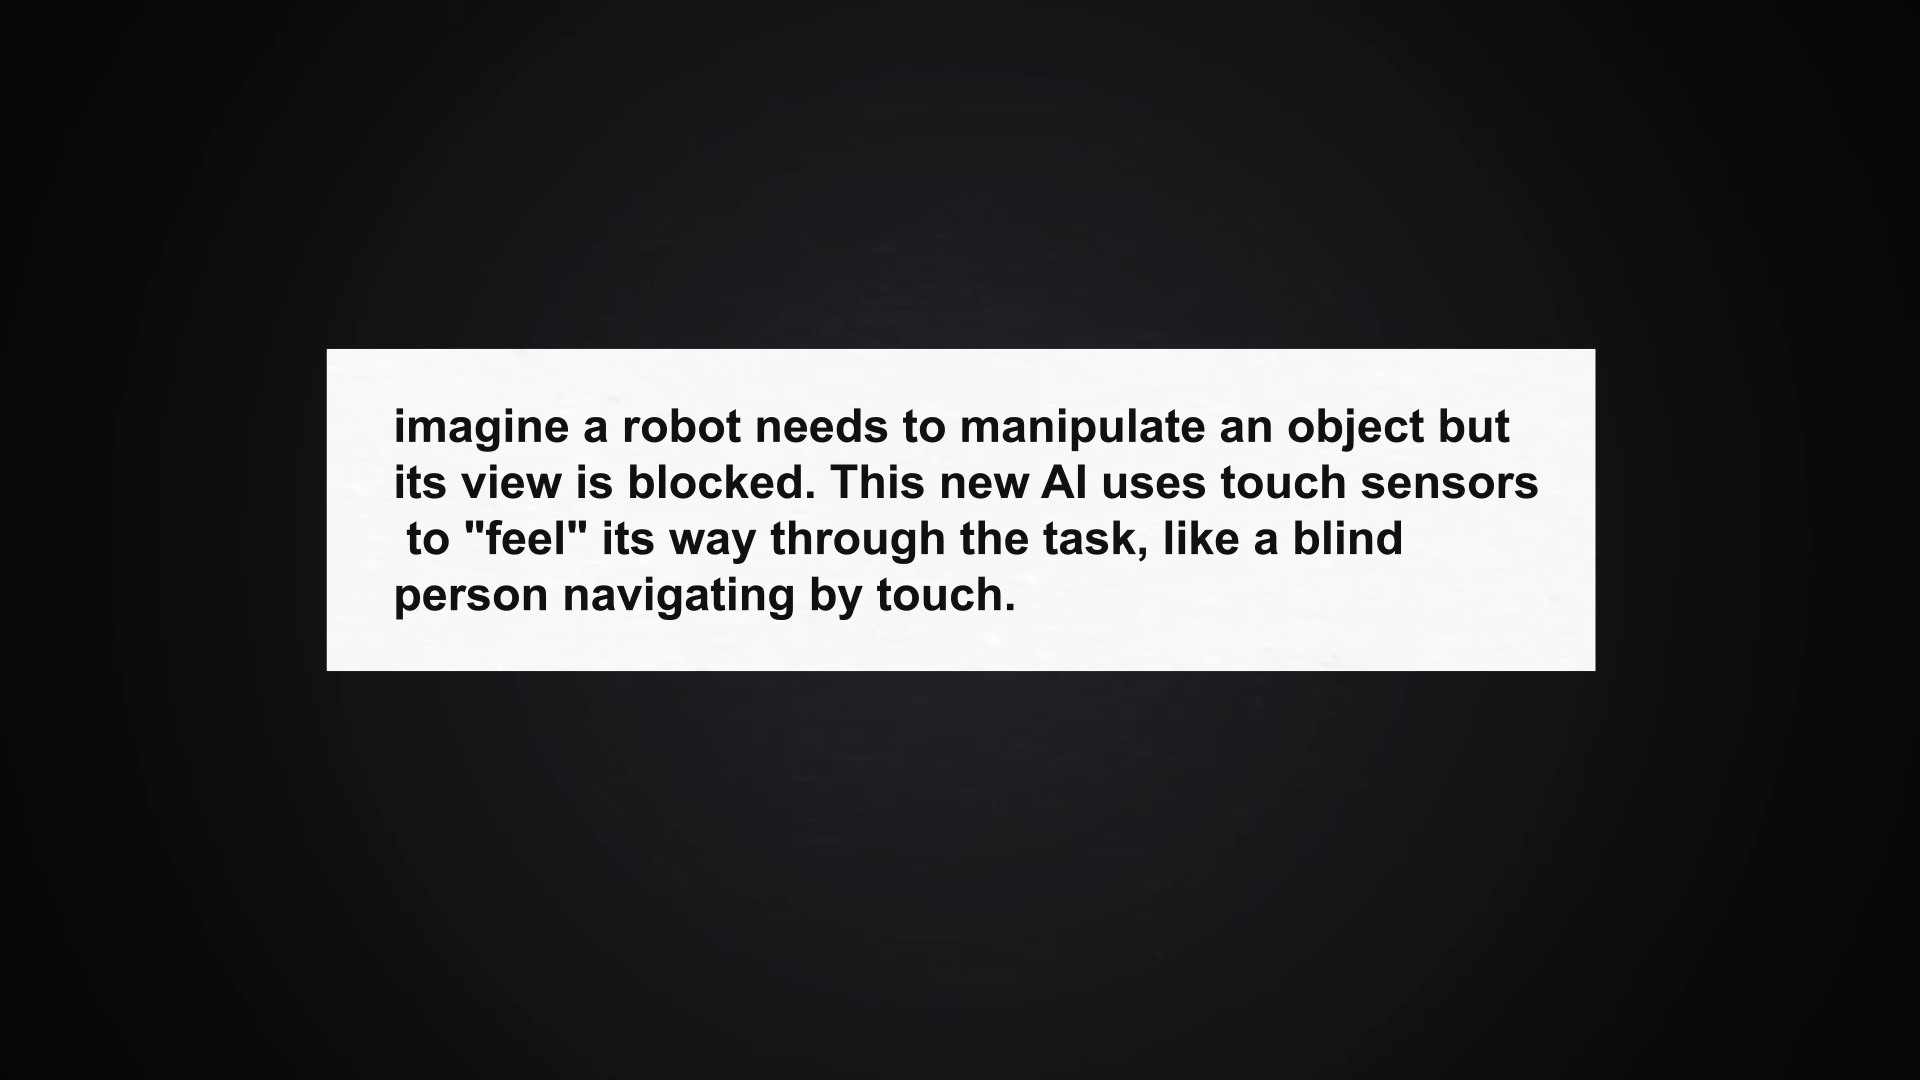 imagine a robot needs to manipulate an object but
its view is blocked. This new AI uses touch sensors
to "feel" its way through the task, like a blind
person navigating by touch.